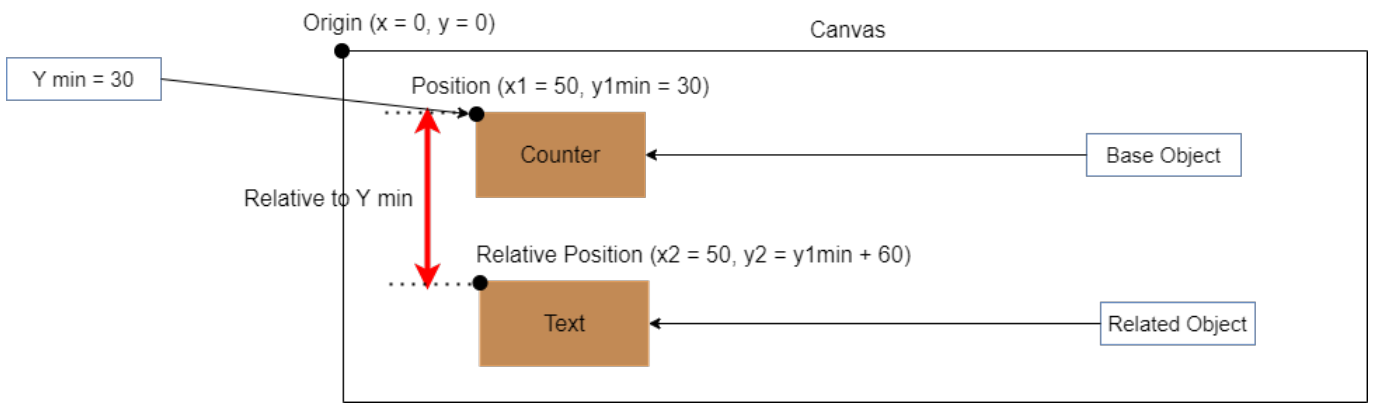 Origin (x = 0, y = 0)
Canvas
Y min = 30
Position (x1 = 50, y1min = 30)
Counter
Base Object
Relative to Y min
Relative Position (x2 = 50, y2 = y1min + 60)
Text
Related Object